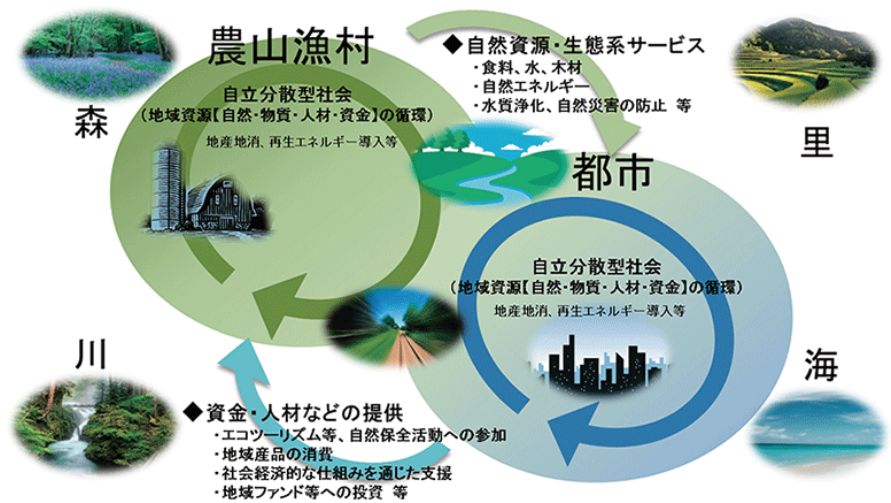 農山漁村
自立分散型社会
(地域資源【自然・物質・人材・資金】の循環)
地産地消、再生エネルギー導入等
森
◆自然資源・生態系サービス
・食料、水、木材
・自然エネルギー
・水質浄化、自然災害の防止 等
里
都市
自立分散型社会
(地域資源【自然・物質・人材・資金】の循環)
地産地消、再生エネルギー導入等
川
◆資金・人材などの提供
・エコツーリズム等、自然保全活動への参加
・地域産品の消費
・社会経済的な仕組みを通じた支援
・地域ファンド等への投資 等
海